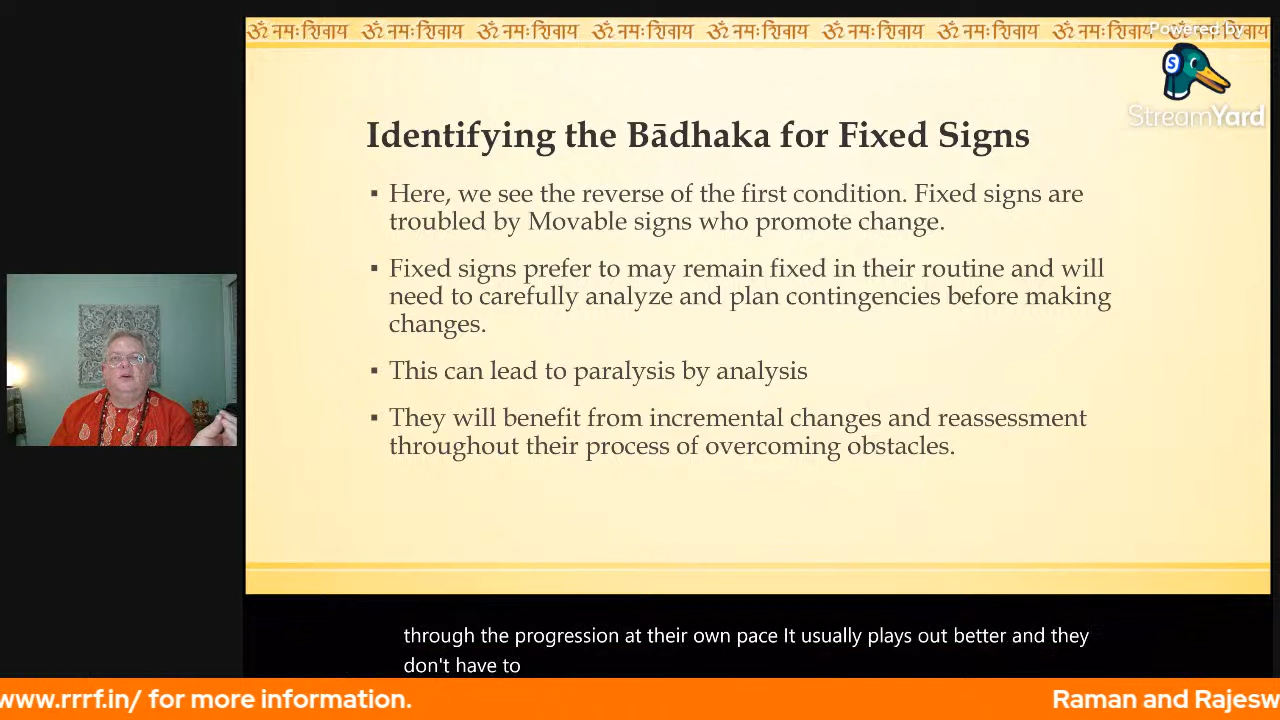 ॐ नमः शिवाय ॐ नमः शिवाय ॐ नमः शिवाय ॐ नमः शिवाय ॐ नमः शिवाय ॐ नमः शिवाय ॐ नमः शिवाय ॐ नमः शिवाय ॐ नमः शिवाय
Powered by
S
StreamYard
Identifying the Bādhaka for Fixed Signs
▪ Here, we see the reverse of the first condition. Fixed signs are
troubled by Movable signs who promote change.
▪ Fixed signs prefer to may remain fixed in their routine and will
need to carefully analyze and plan contingencies before making
changes.
▪ This can lead to paralysis by analysis
▪ They will benefit from incremental changes and reassessment
throughout their process of overcoming obstacles.
through the progression at their own pace It usually plays out better and they
don't have to
www.rrrf.in/ for more information. Raman and Rajesw